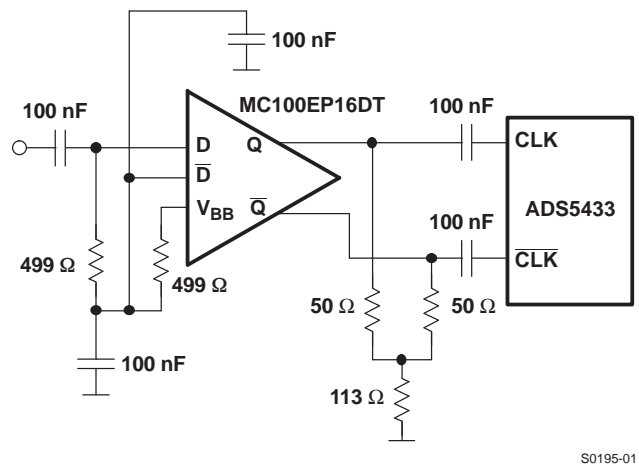 100 nF
MC100EP16DT
100 nF
100 nF
D
Q
CLK
D̅
ADS5433
V_BB
Q̅
100 nF
C̅L̅K̅
499 Ω
499 Ω
50 Ω
50 Ω
100 nF
113 Ω
S0195-01